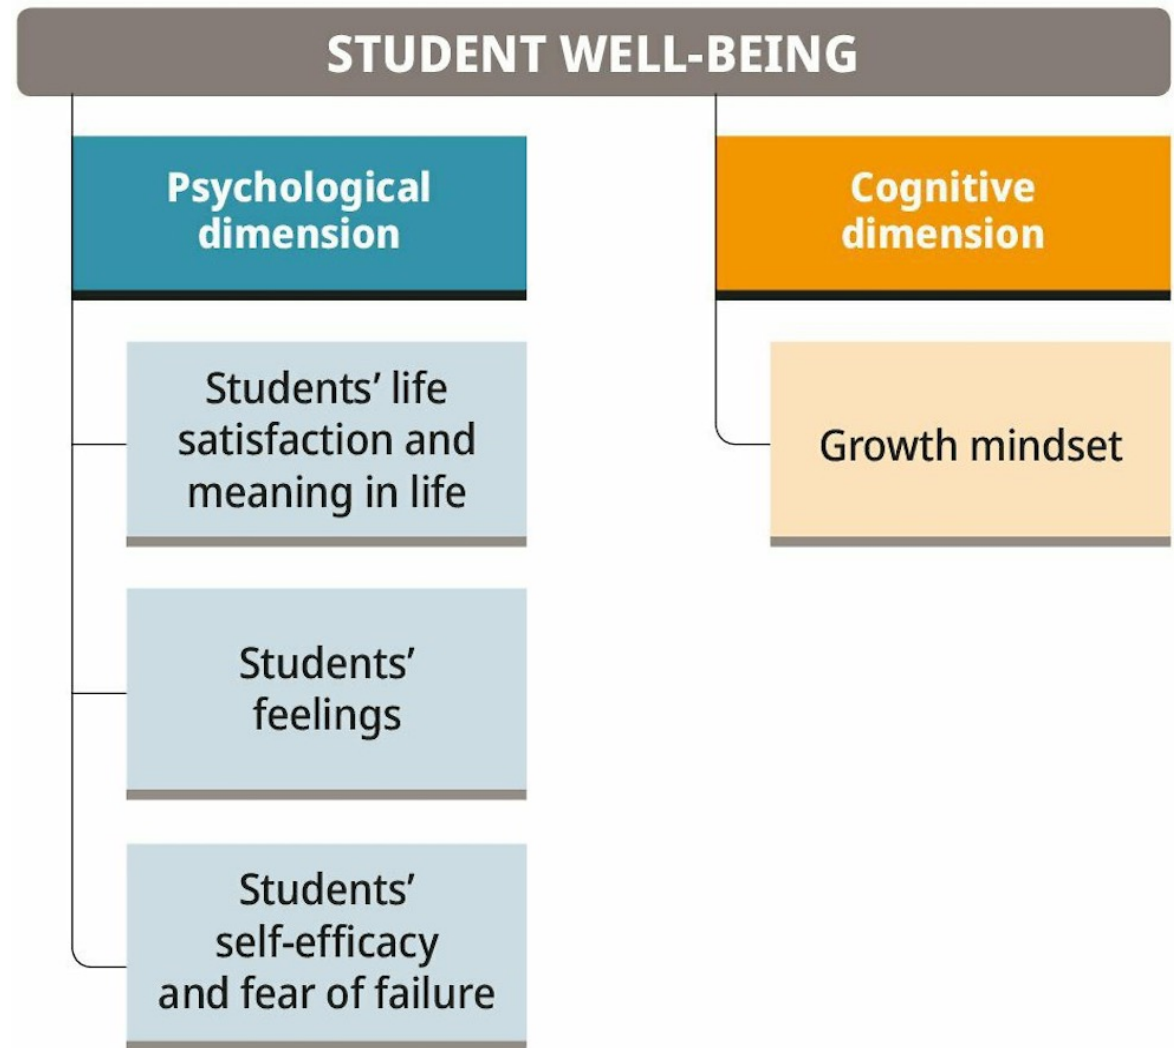 STUDENT WELL-BEING
Psychological
dimension
Students’ life
satisfaction and
meaning in life
Students’
feelings
Students’
self-efficacy
and fear of failure
Cognitive
dimension
Growth mindset